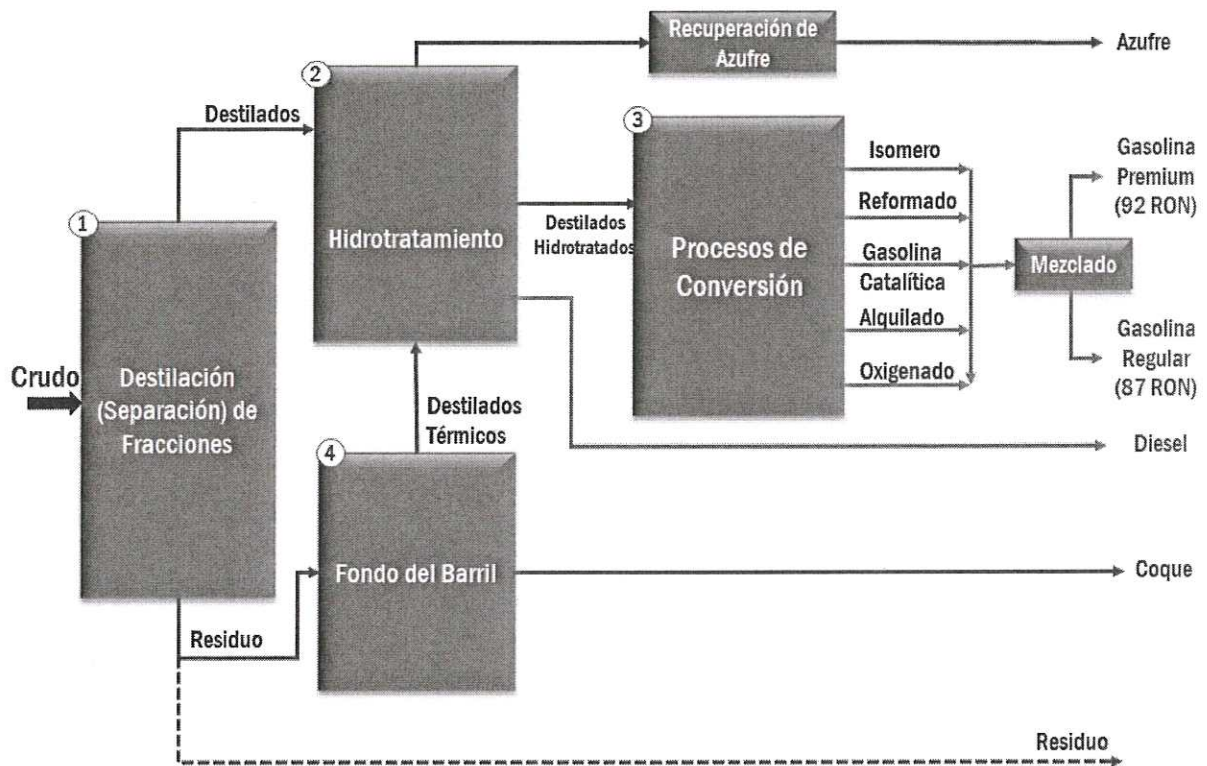 Recuperación de
Azufre
Azufre
2
Destilados
3
Isomero
Gasolina
Premium
(92 RON)
1
Reformado
Hidrotratamiento
Destilados
Hidrotratados
Procesos de
Conversión
Gasolina
Catalítica
Mezclado
Alquilado
Gasolina
Regular
(87 RON)
Oxigenado
Crudo
Destilación
(Separación) de
Fracciones
Destilados
Térmicos
Diesel
4
Fondo del Barril
Coque
Residuo
Residuo